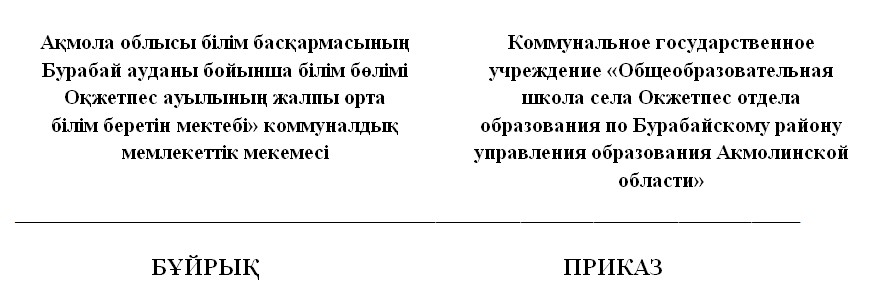 Ақмола облысы білім басқармасының
Бурабай ауданы бойынша білім бөлімі
Оқжетпес ауылының жалпы орта
білім беретін мектебі» коммуналдық
мемлекеттік мекемесі
Коммунальное государственное
учреждение «Общеобразовательная
школа села Окжетпес отдела
образования по Бурабайскому району
управления образования Акмолинской
области»
БҰЙРЫҚ
ПРИКАЗ